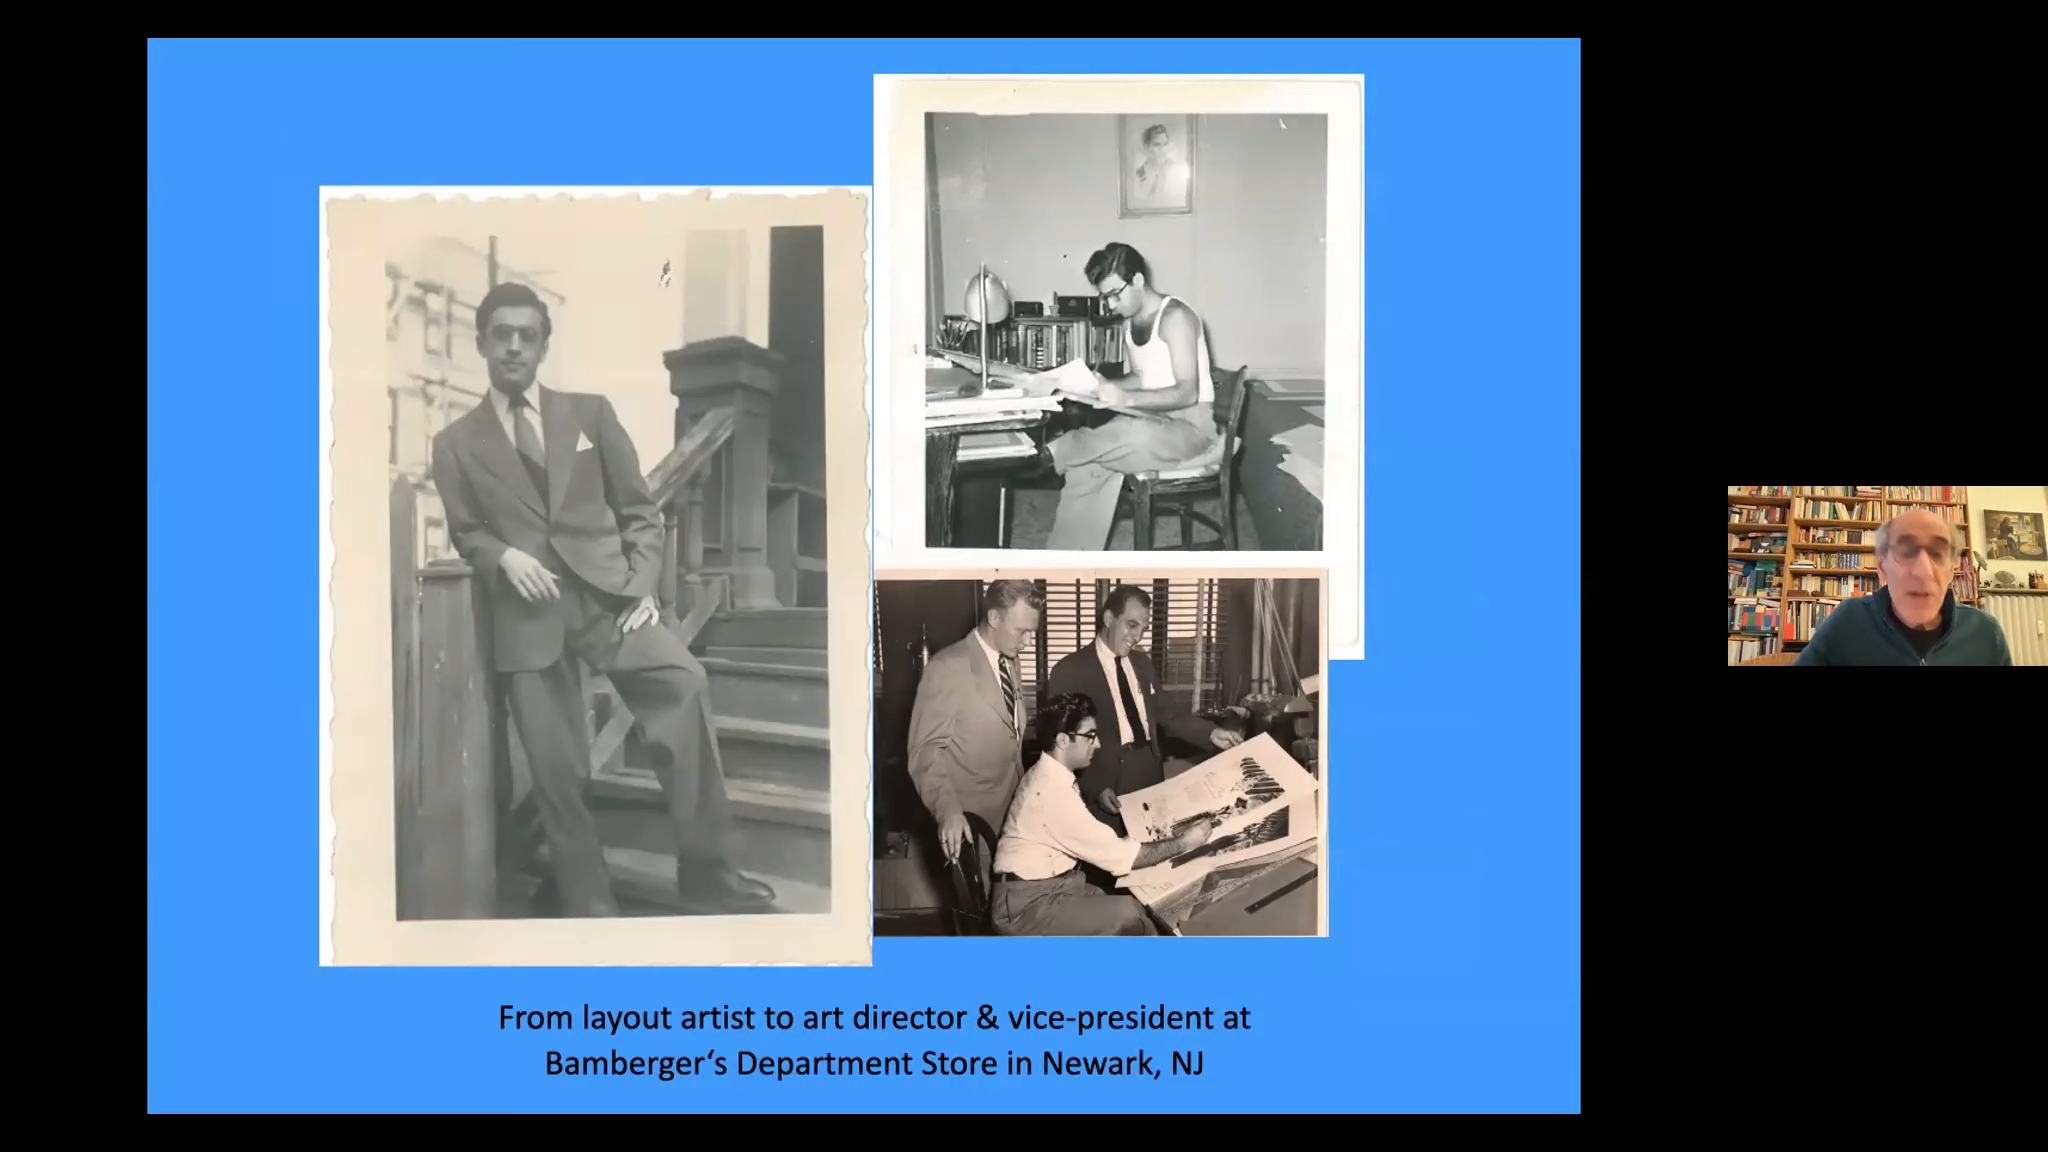 From layout artist to art director & vice-president at
Bamberger‘s Department Store in Newark, NJ